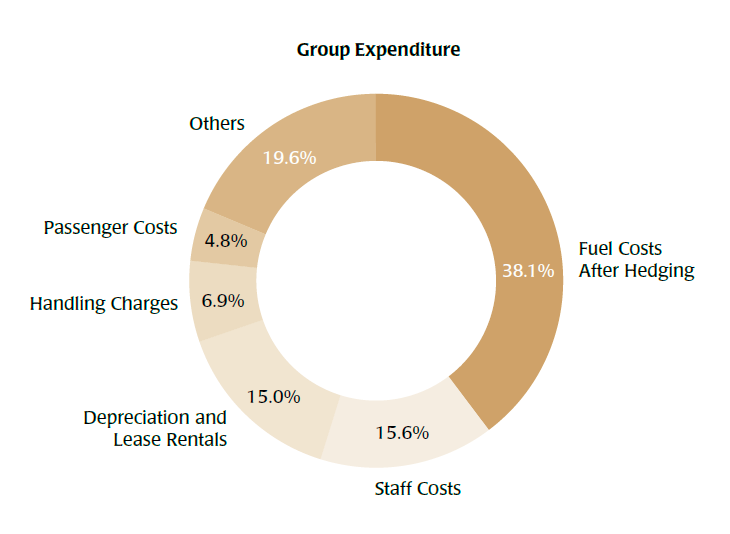 Group Expenditure
Others
19.6%
Passenger Costs
4.8%
Fuel Costs
After Hedging
38.1%
Handling Charges
6.9%
15.0%
Depreciation and
Lease Rentals
15.6%
Staff Costs